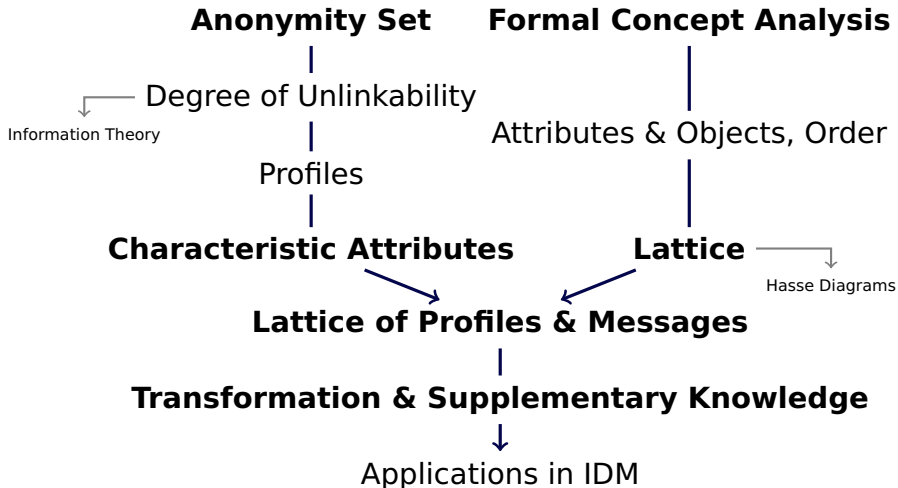 Anonymity Set
Formal Concept Analysis
Degree of Unlinkability
Information Theory
Attributes & Objects, Order
Profiles
Characteristic Attributes
Lattice
Hasse Diagrams
Lattice of Profiles & Messages
Transformation & Supplementary Knowledge
Applications in IDM